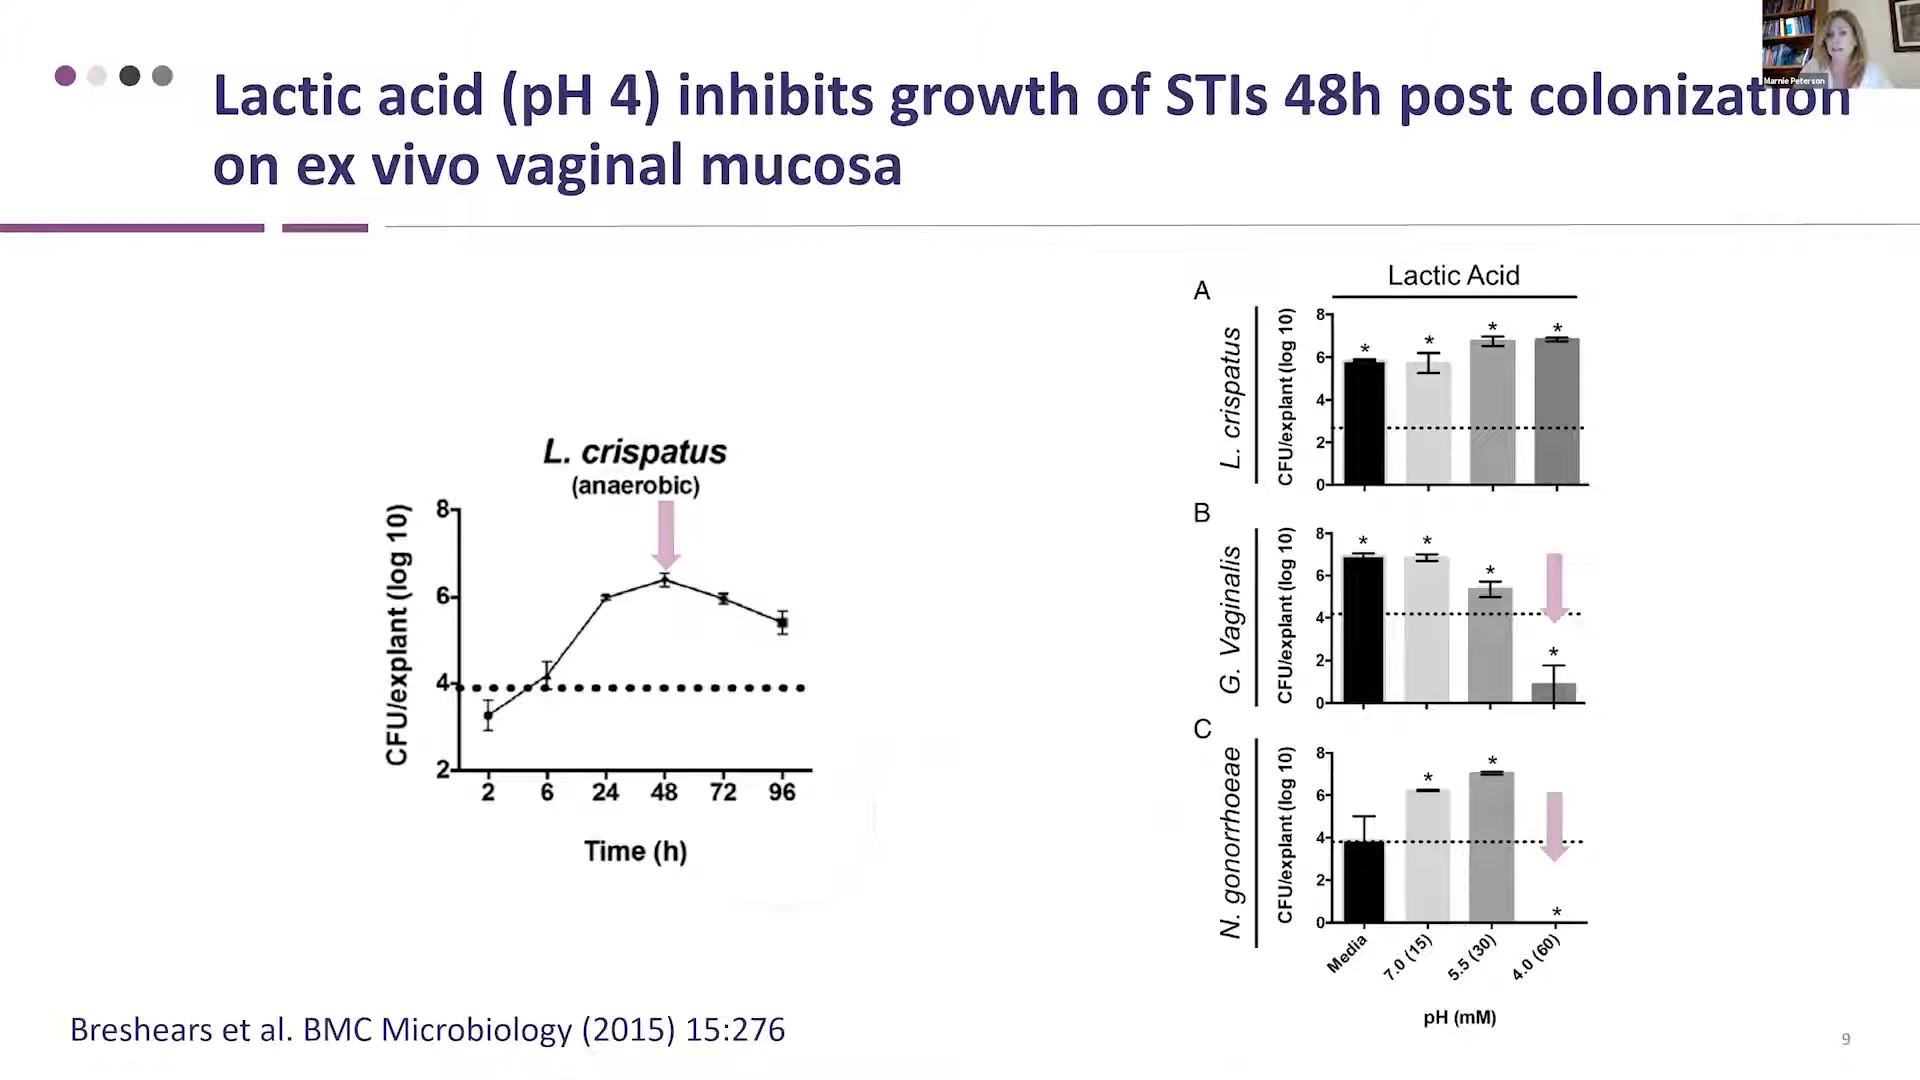 Lactic acid (pH 4) inhibits growth of STIs 48h post colonization
on ex vivo vaginal mucosa
Marnie Peterson
L. crispatus
(anaerobic)
CFU/explant (log 10)
8
6
4
2
2 6 24 48 72 96
Time (h)
Lactic Acid
A
L. crispatus
CFU/explant (log 10)
8
6
4
2
0
* * * *
B
G. Vaginalis
CFU/explant (log 10)
8
6
4
2
0
* * * *
C
N. gonorrhoeae
CFU/explant (log 10)
8
6
4
2
0
* * *
Media 7.0 (15) 5.5 (30) 4.0 (60)
pH (mM)
Breshears et al. BMC Microbiology (2015) 15:276
9